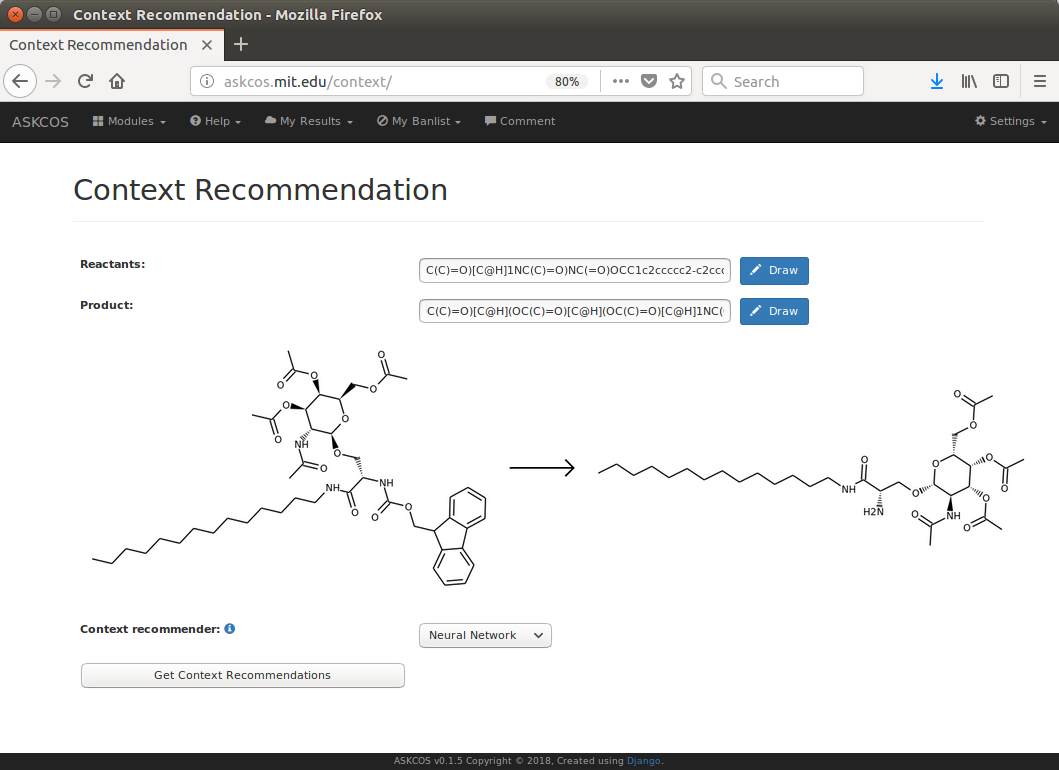 Context Recommendation - Mozilla Firefox
Context Recommendation
askcos.mit.edu/context/ 80% Search
ASKCOS Modules Help My Results My Banlist Comment Settings
Context Recommendation
Reactants: C(C)=O)[C@H]1NC(C)=O)NC(=O)OCC1c2ccccc2-c2ccc Draw
Product: C(C)=O)[C@H](OC(C)=O)[C@H](OC(C)=O)[C@H]1NC( Draw
O O O
O O O
O O
O
NH O
O
NH O NH
O O O
O
O
O O
NH O O
H2N O NH O
O
Context recommender: Neural Network
Get Context Recommendations
ASKCOS v0.1.5 Copyright © 2018, Created using Django.